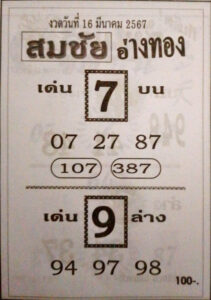 งวดวันที่ 16 มีนาคม 2567
สมชัย อ่างทอง
เด่น 7 บน
07 27 87
107 387
เด่น 9 ล่าง
94 97 98
100.-